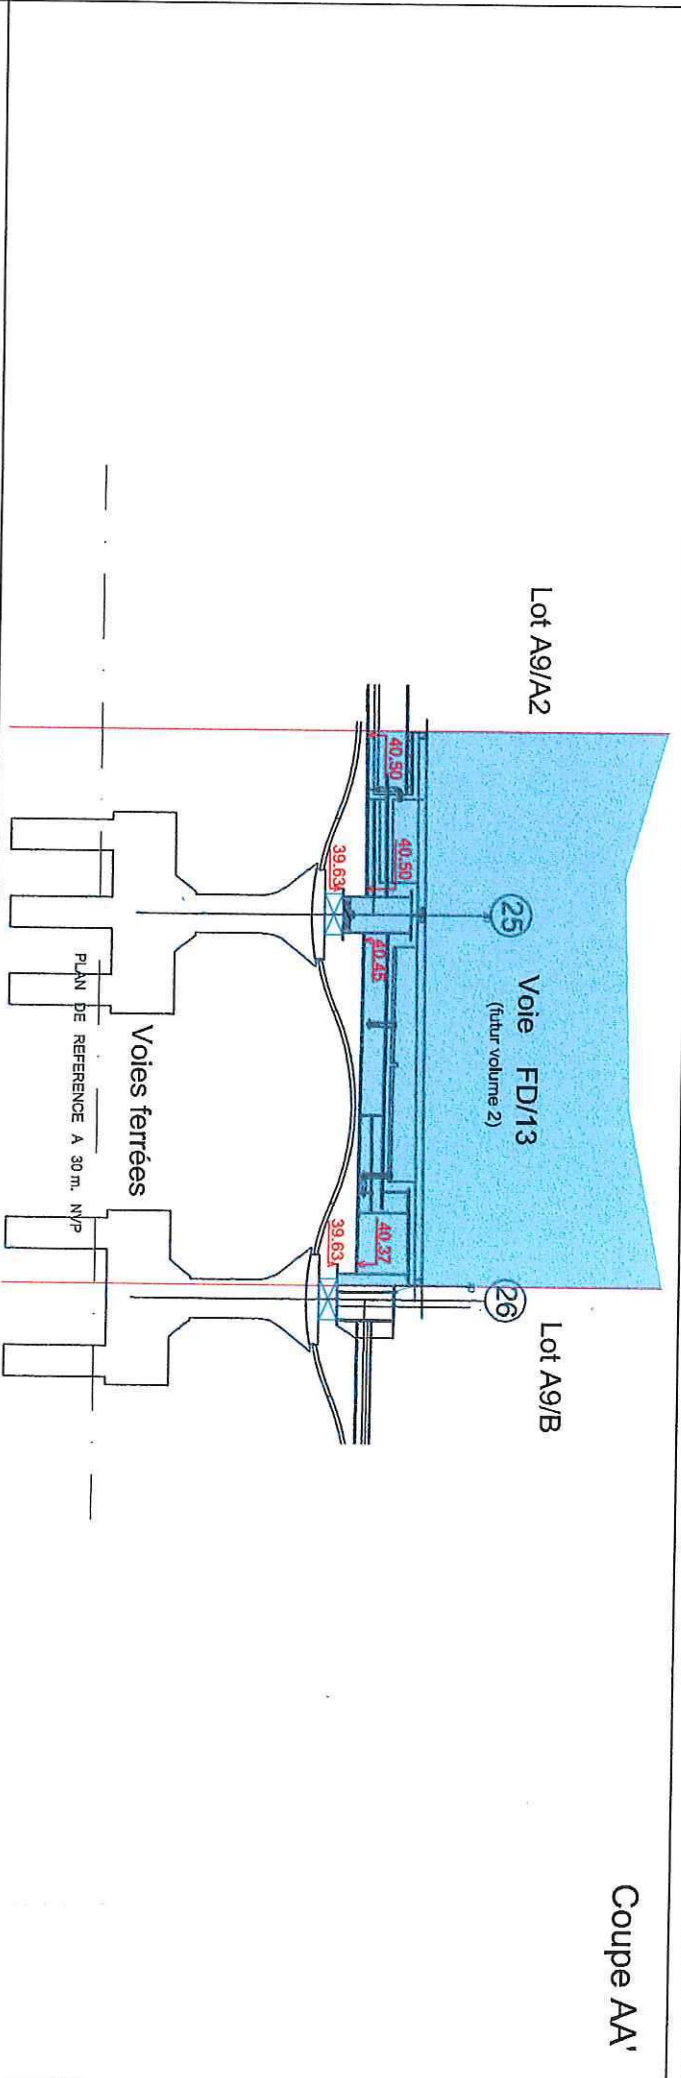 Coupe AA'
Lot A9/A2
25
Voie FD/13
(futur volume 2)
26
Lot A9/B
40.50
40.50
39.63
40.45
40.37
39.63
Voies ferrées
PLAN DE REFERENCE A 30 m. NVP